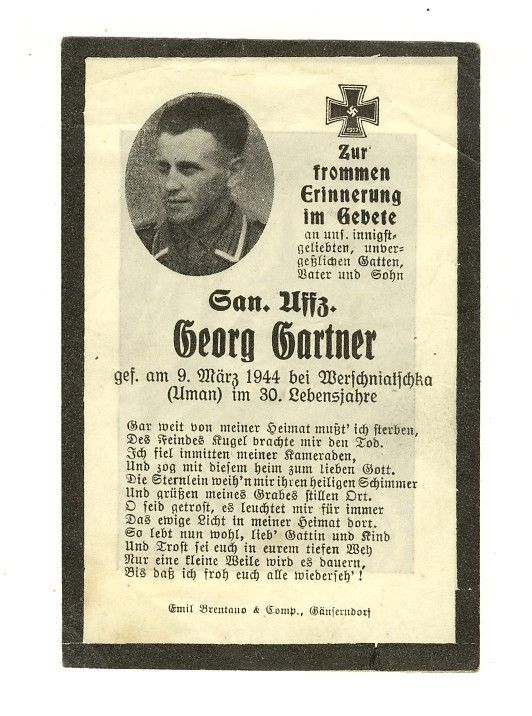 Zur
frommen
Erinnerung
im Gebete
an uns. innigst-
geliebten, unver-
geßlichen Gatten,
Vater und Sohn
San. Uffz.
Georg Gartner
gef. am 9. März 1944 bei Werschniatschka
(Uman) im 30. Lebensjahre
Gar weit von meiner Heimat mußt' ich sterben,
Des Feindes Kugel brachte mir den Tod.
Ich fiel inmitten meiner Kameraden,
Und zog mit diesem heim zum lieben Gott.
Die Sternlein weih'n mir ihren heiligen Schimmer
Und grüßen meines Grabes stillen Ort.
O seid getrost, es leuchtet mir für immer
Das ewige Licht in meiner Heimat dort.
So lebt nun wohl, lieb' Gattin und Kind
Und Trost sei euch in eurem tiefen Weh
Nur eine kleine Weile wird es dauern,
Bis daß ich froh euch alle wiederseh'!
Emil Brentano & Comp., Gänserndorf